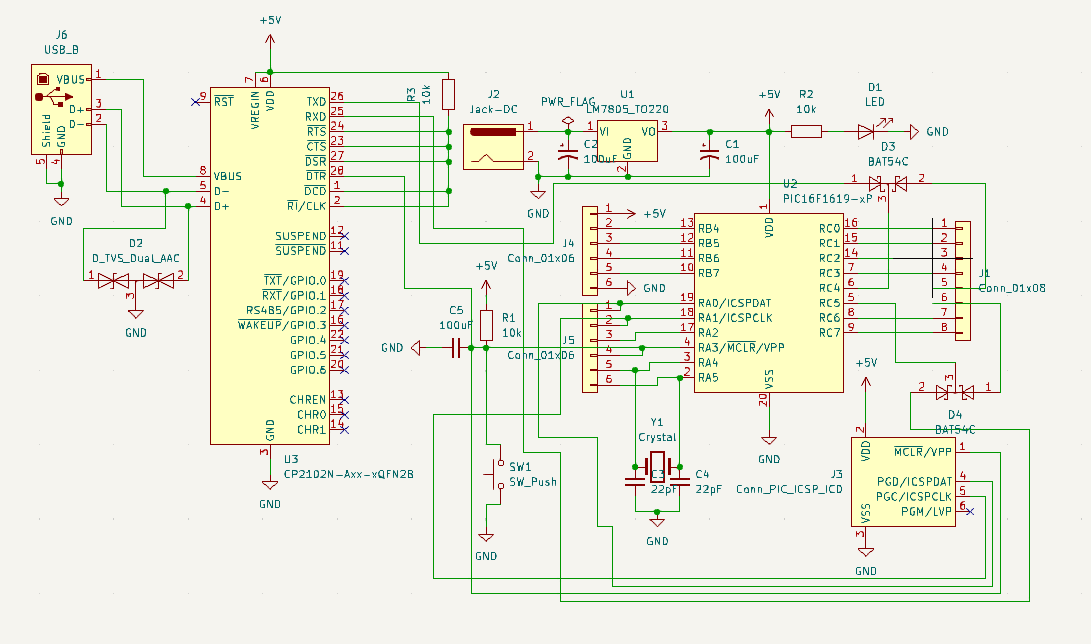 J6
USB_B
VBUS 1
D+ 3
D- 2
Shield
GND
5 4
GND
+5V
7 6
9 RST
VREGIN
VDD
TXD 26
RXD 25
RTS 24
CTS 23
DSR 27
DTR 28
DCD 1
RI/CLK 2
8 VBUS
5 D-
4 D+
SUSPEND 12
SUSPEND 11
TXT/GPIO.0 19
RXT/GPIO.1 18
RS485/GPIO.2 17
WAKEUP/GPIO.3 16
GPIO.4 22
GPIO.5 21
GPIO.6 20
CHREN 13
CHR0 15
CHR1 14
GND
3
U3
CP2102N-Axx-xQFN28
GND
D2
D_TVS_Dual_AAC
1 2
3
GND
R3
10k
J2
Jack-DC
1
2
GND
PWR_FLAG
U1
LM7805_TO220
1 VI VO 3
GND
2
C2
100uF
C1
100uF
+5V
R2
10k
D1
LED
GND
D3
BAT54C
1 2
3
U2
PIC16F1619-xP
1
VDD
13 RB4
12 RB5
11 RB6
10 RB7
19 RA0/ICSPDAT
18 RA1/ICSPCLK
17 RA2
4 RA3/MCLR/VPP
3 RA4
2 RA5
RC0 16
RC1 15
RC2 14
RC3 7
RC4 6
RC5 5
RC6 8
RC7 9
VSS
20
GND
J4
Conn_01x06
1
2
3
4
5
6
+5V
GND
J5
Conn_01x06
1
2
3
4
5
6
J1
Conn_01x08
1
2
3
4
5
6
7
8
+5V
C5
100uF
R1
10k
GND
SW1
SW_Push
GND
Y1
Crystal
C3
22pF
C4
22pF
GND
D4
BAT54C
2 1
3
+5V
2
VDD
J3
Conn_PIC_ICSP_ICD
MCLR/VPP 1
PGD/ICSPDAT 4
PGC/ICSPCLK 5
PGM/LVP 6
VSS
3
GND